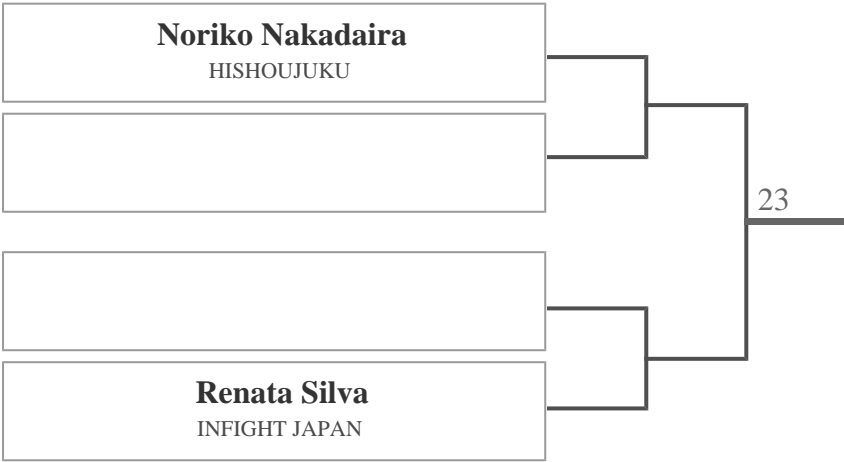 Noriko Nakadaira
HISHOUJUKU
23
Renata Silva
INFIGHT JAPAN